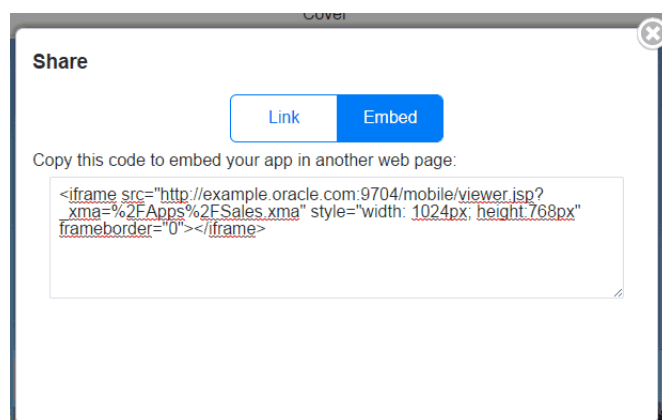 Cover
Share
Link
Embed
Copy this code to embed your app in another web page:
<iframe src="http://example.oracle.com:9704/mobile/viewer.jsp?
_xma=%2FApps%2FSales.xma" style="width: 1024px; height:768px"
frameborder="0"></iframe>